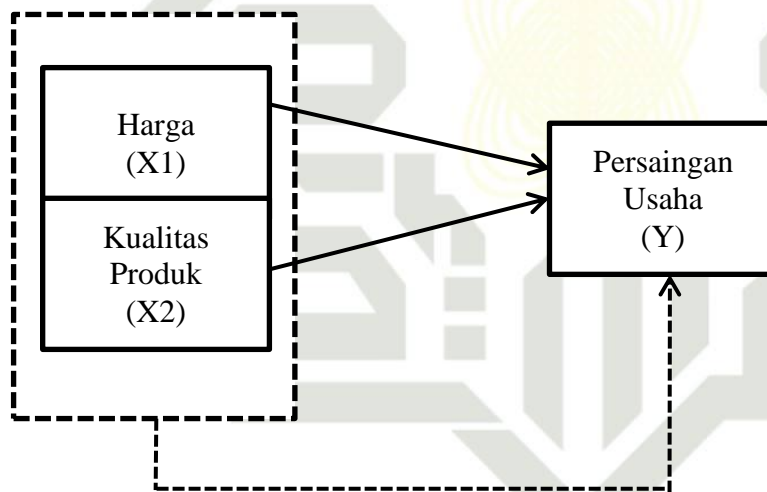 Harga
(X1)
Kualitas
Produk
(X2)
Persaingan
Usaha
(Y)